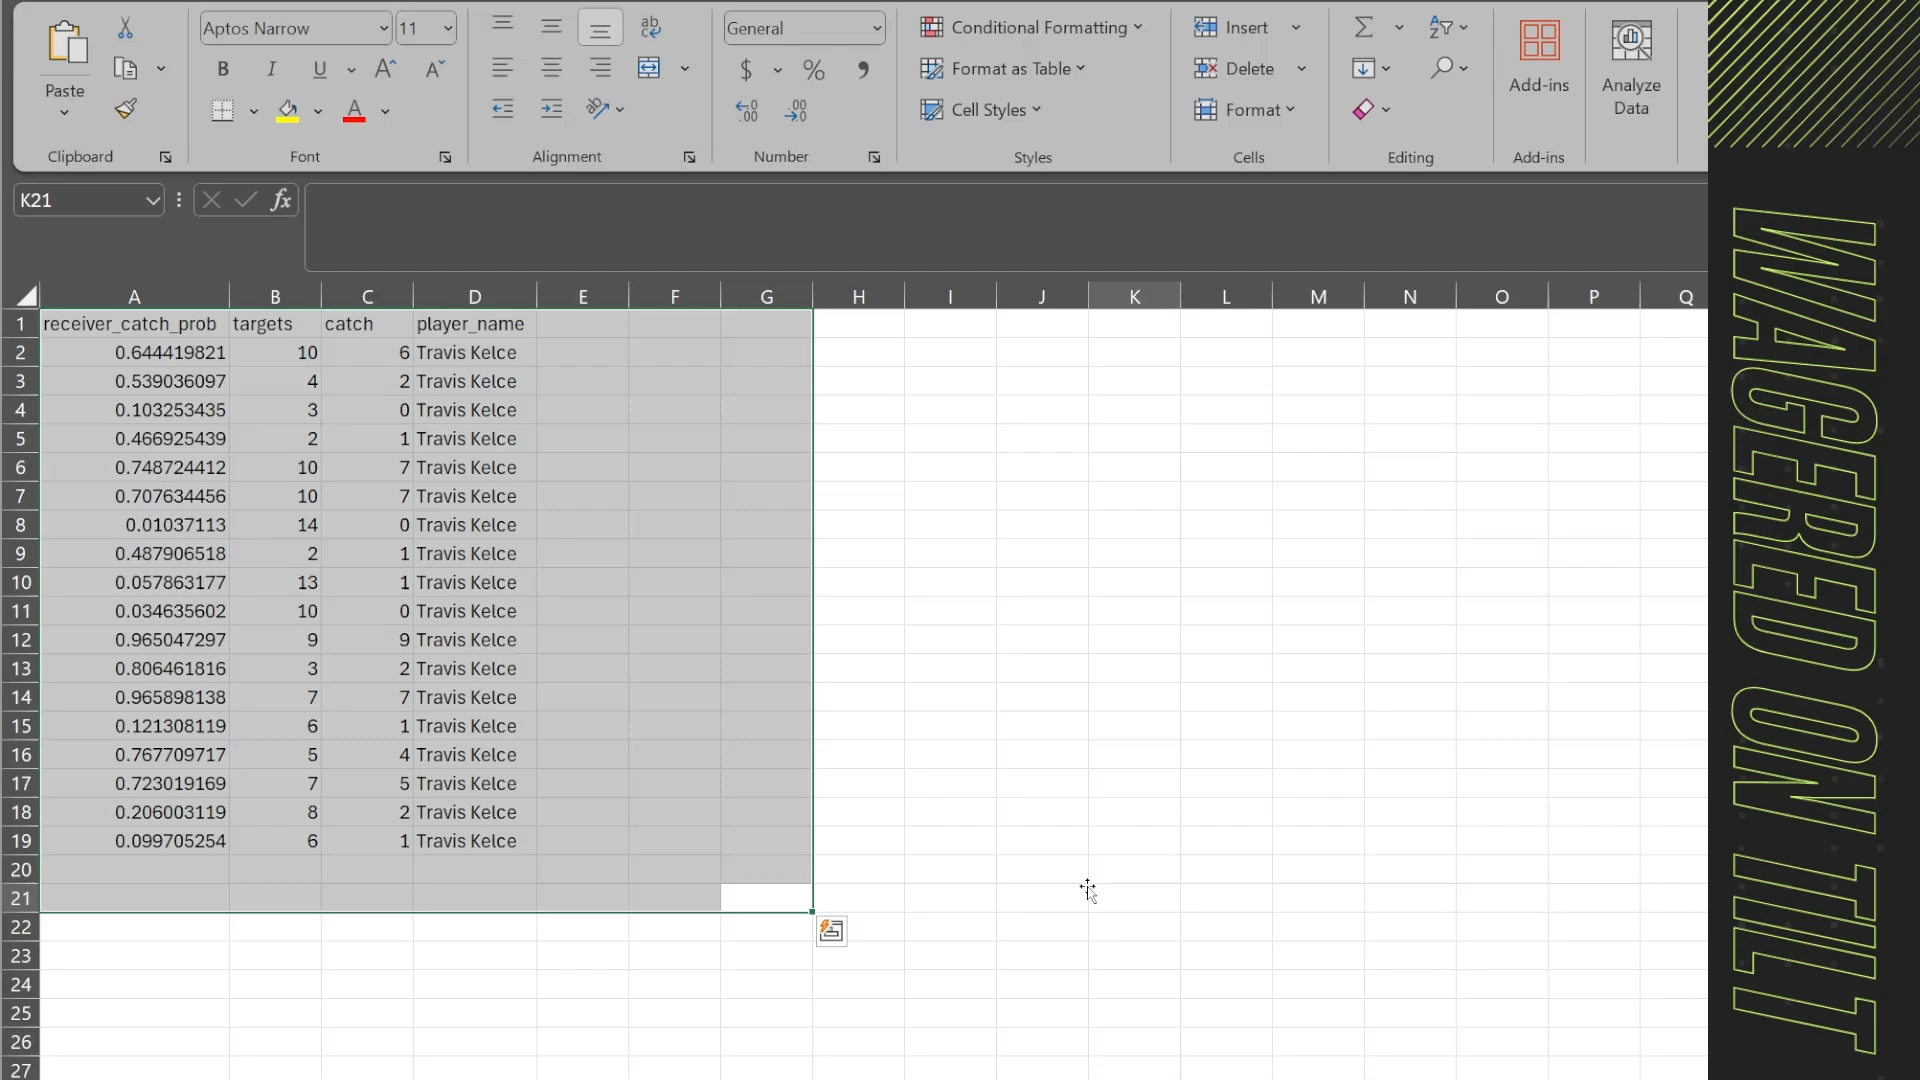 Paste
Clipboard
Aptos Narrow 11
B I U A A
A
Font
ab
Alignment
General
$ % 9
.00 .00
Number
Conditional Formatting
Format as Table
Cell Styles
Styles
Insert
Delete
Format
Cells
Editing
Add-ins
Add-ins
Analyze
Data
K21 fx
A B C D E F G H I J K L M N O P Q
1 receiver_catch_prob targets catch player_name
2 0.644419821 10 6 Travis Kelce
3 0.539036097 4 2 Travis Kelce
4 0.103253435 3 0 Travis Kelce
5 0.466925439 2 1 Travis Kelce
6 0.748724412 10 7 Travis Kelce
7 0.707634456 10 7 Travis Kelce
8 0.01037113 14 0 Travis Kelce
9 0.487906518 2 1 Travis Kelce
10 0.057863177 13 1 Travis Kelce
11 0.034635602 10 0 Travis Kelce
12 0.965047297 9 9 Travis Kelce
13 0.806461816 3 2 Travis Kelce
14 0.965898138 7 7 Travis Kelce
15 0.121308119 6 1 Travis Kelce
16 0.767709717 5 4 Travis Kelce
17 0.723019169 7 5 Travis Kelce
18 0.206003119 8 2 Travis Kelce
19 0.099705254 6 1 Travis Kelce
20
21
22
23
24
25
26
27
WAGERED ON TILT